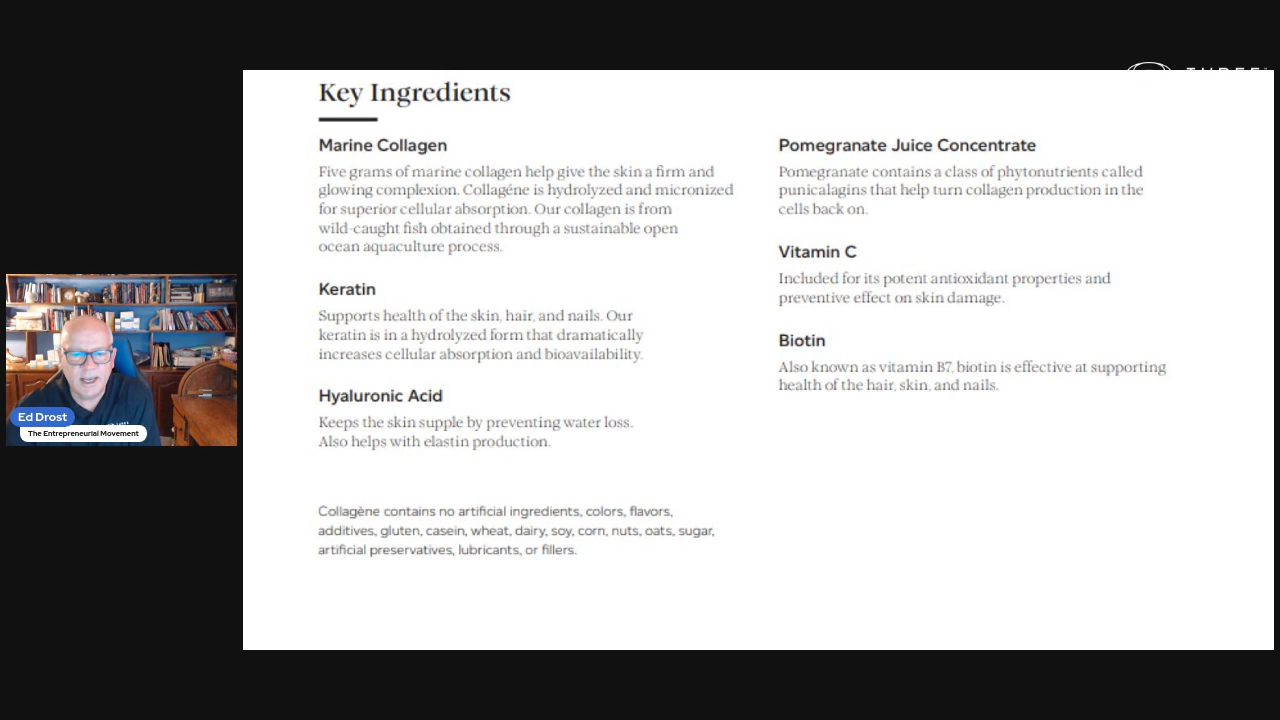 Key Ingredients
Marine Collagen
Five grams of marine collagen help give the skin a firm and
glowing complexion. Collagéne is hydrolyzed and micronized
for superior cellular absorption. Our collagen is from
wild-caught fish obtained through a sustainable open
ocean aquaculture process.
Keratin
Supports health of the skin, hair, and nails. Our
keratin is in a hydrolyzed form that dramatically
increases cellular absorption and bioavailability.
Hyaluronic Acid
Keeps the skin supple by preventing water loss.
Also helps with elastin production.
Collagène contains no artificial ingredients, colors, flavors,
additives, gluten, casein, wheat, dairy, soy, corn, nuts, oats, sugar,
artificial preservatives, lubricants, or fillers.
Pomegranate Juice Concentrate
Pomegranate contains a class of phytonutrients called
punicalagins that help turn collagen production in the
cells back on.
Vitamin C
Included for its potent antioxidant properties and
preventive effect on skin damage.
Biotin
Also known as vitamin B7, biotin is effective at supporting
health of the hair, skin, and nails.
Ed Drost
The Entrepreneurial Movement